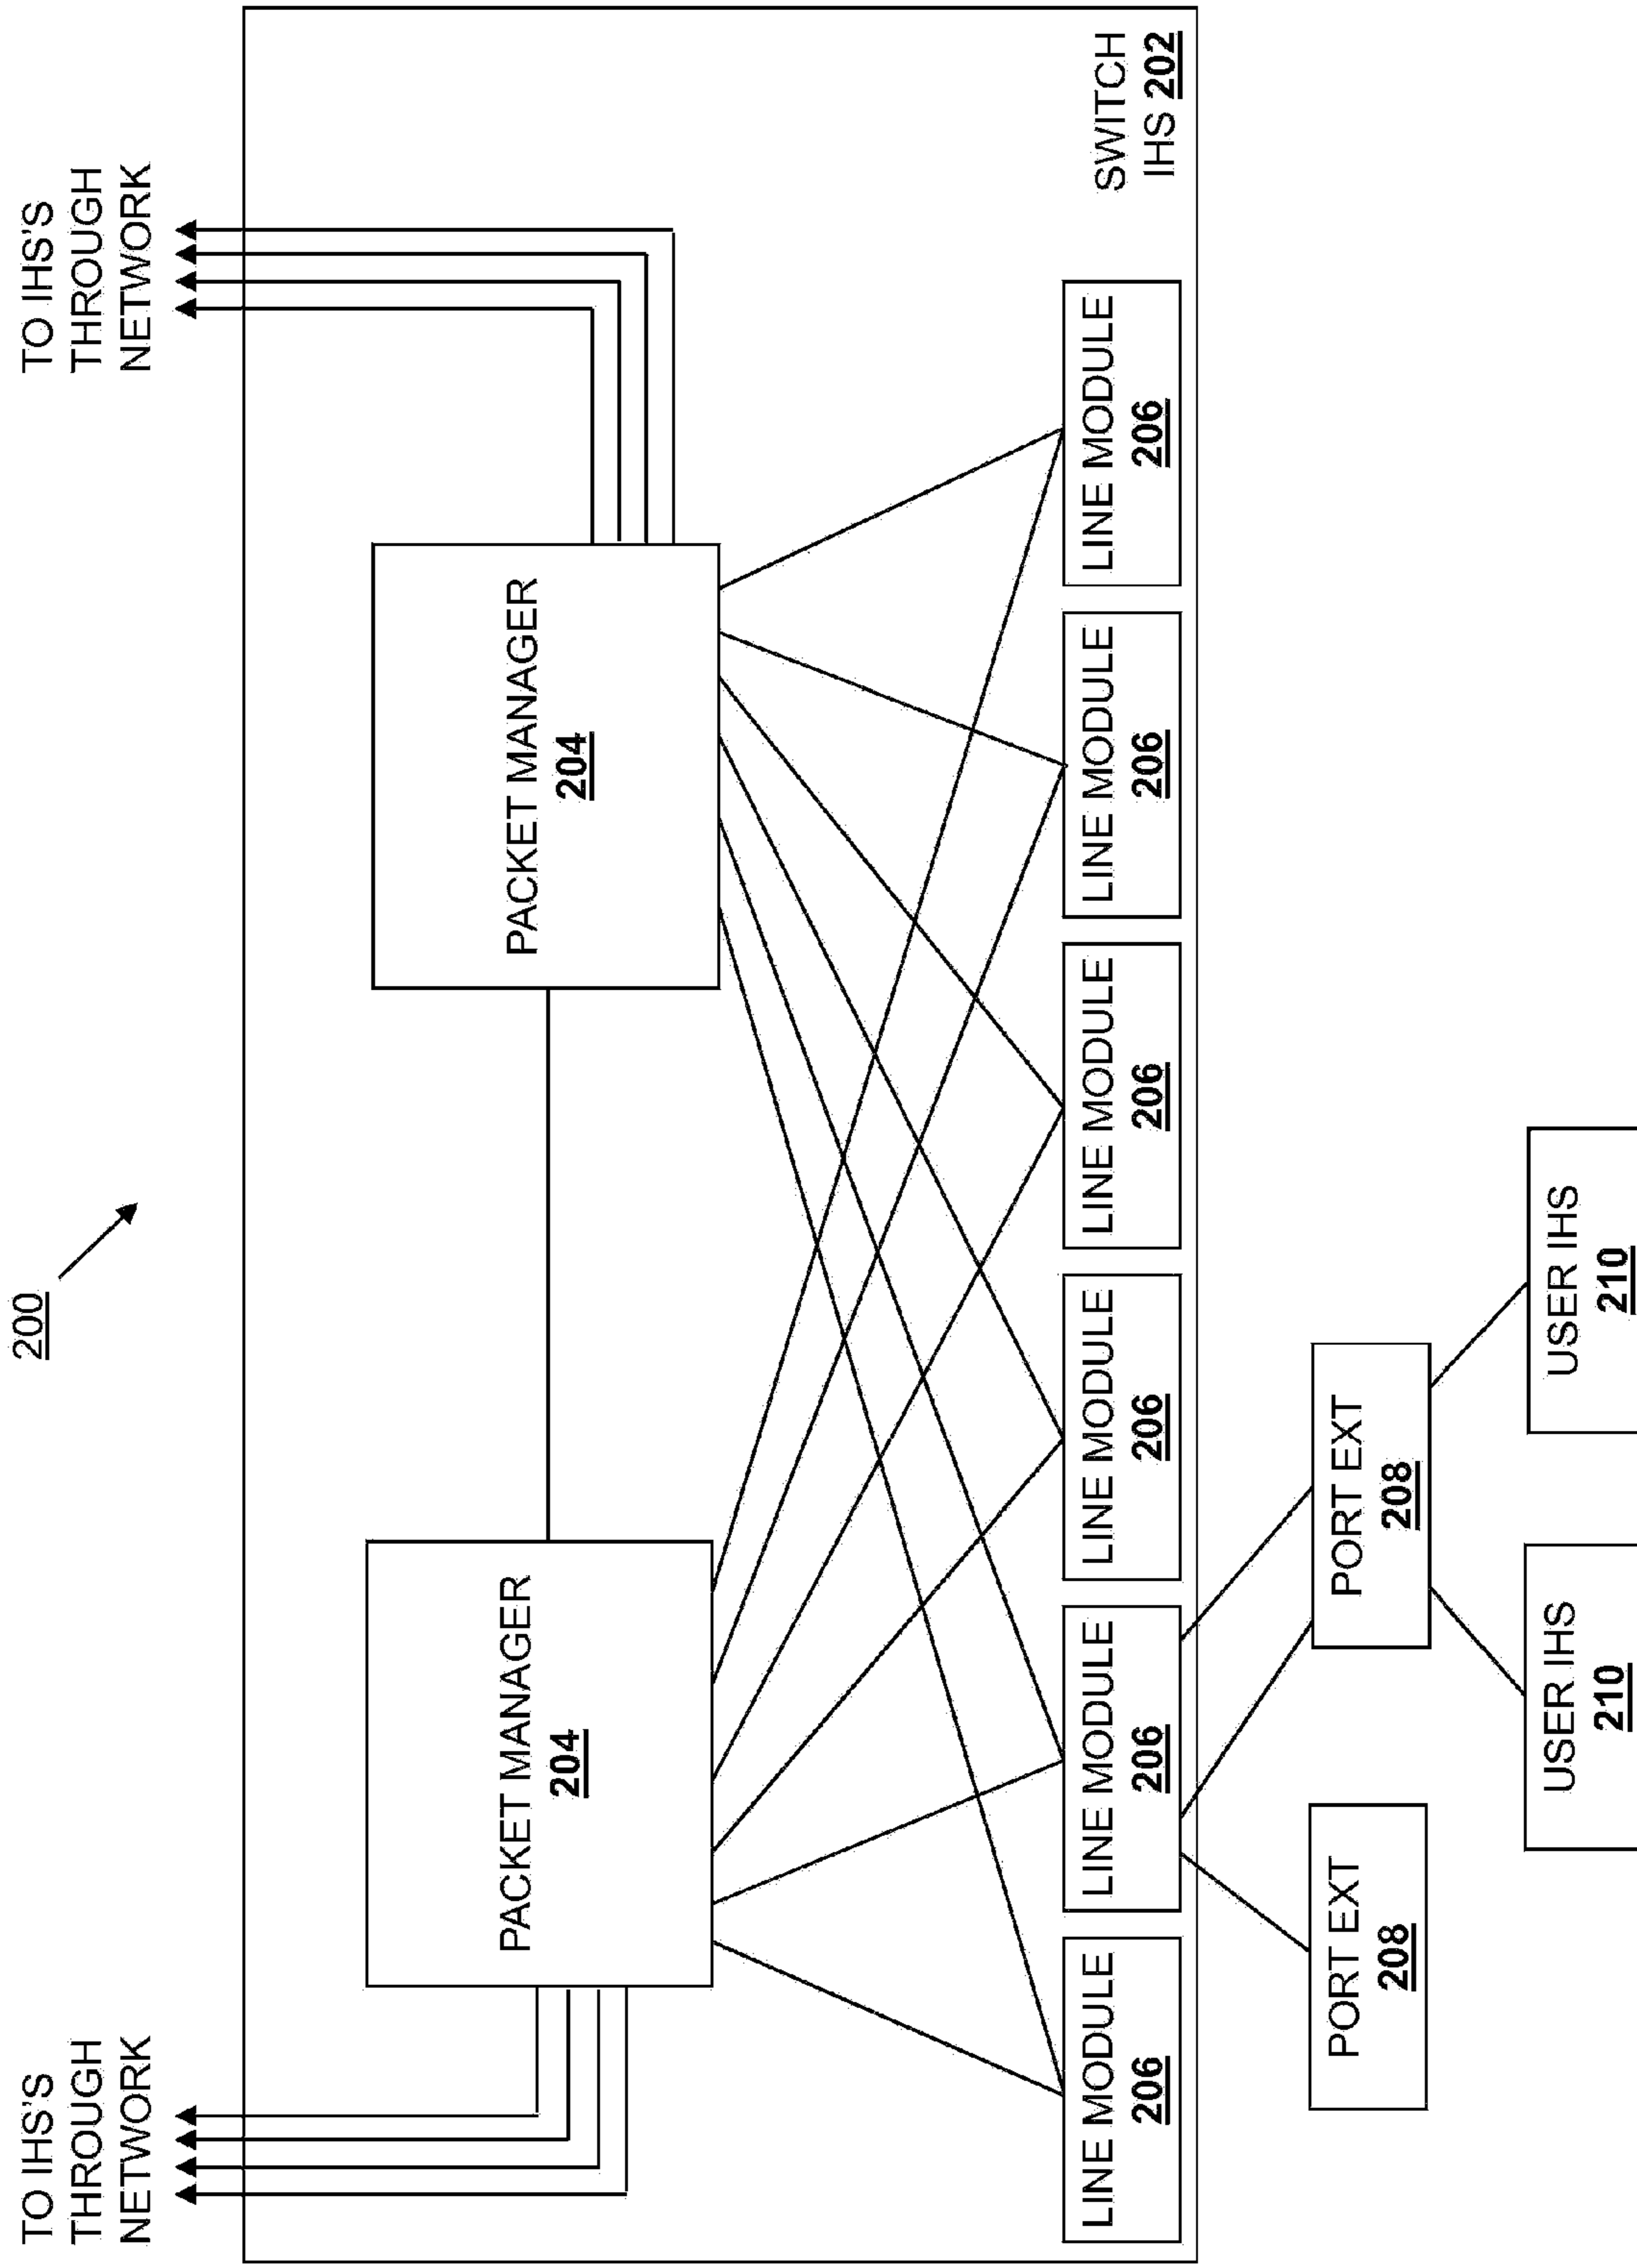 200
TO IHS'S
THROUGH
NETWORK
TO IHS'S
THROUGH
NETWORK
PACKET MANAGER
204
PACKET MANAGER
204
LINE MODULE
206
LINE MODULE
206
LINE MODULE
206
LINE MODULE
206
LINE MODULE
206
LINE MODULE
206
SWITCH
IHS 202
PORT EXT
208
PORT EXT
208
USER IHS
210
USER IHS
210